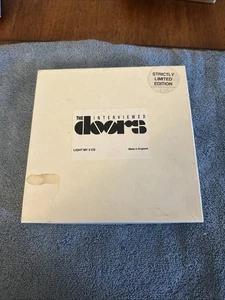 STRICTLY
LIMITED
EDITION
THE INTERVIEWED
doors
LIGHT MY 3 CD
Made in England